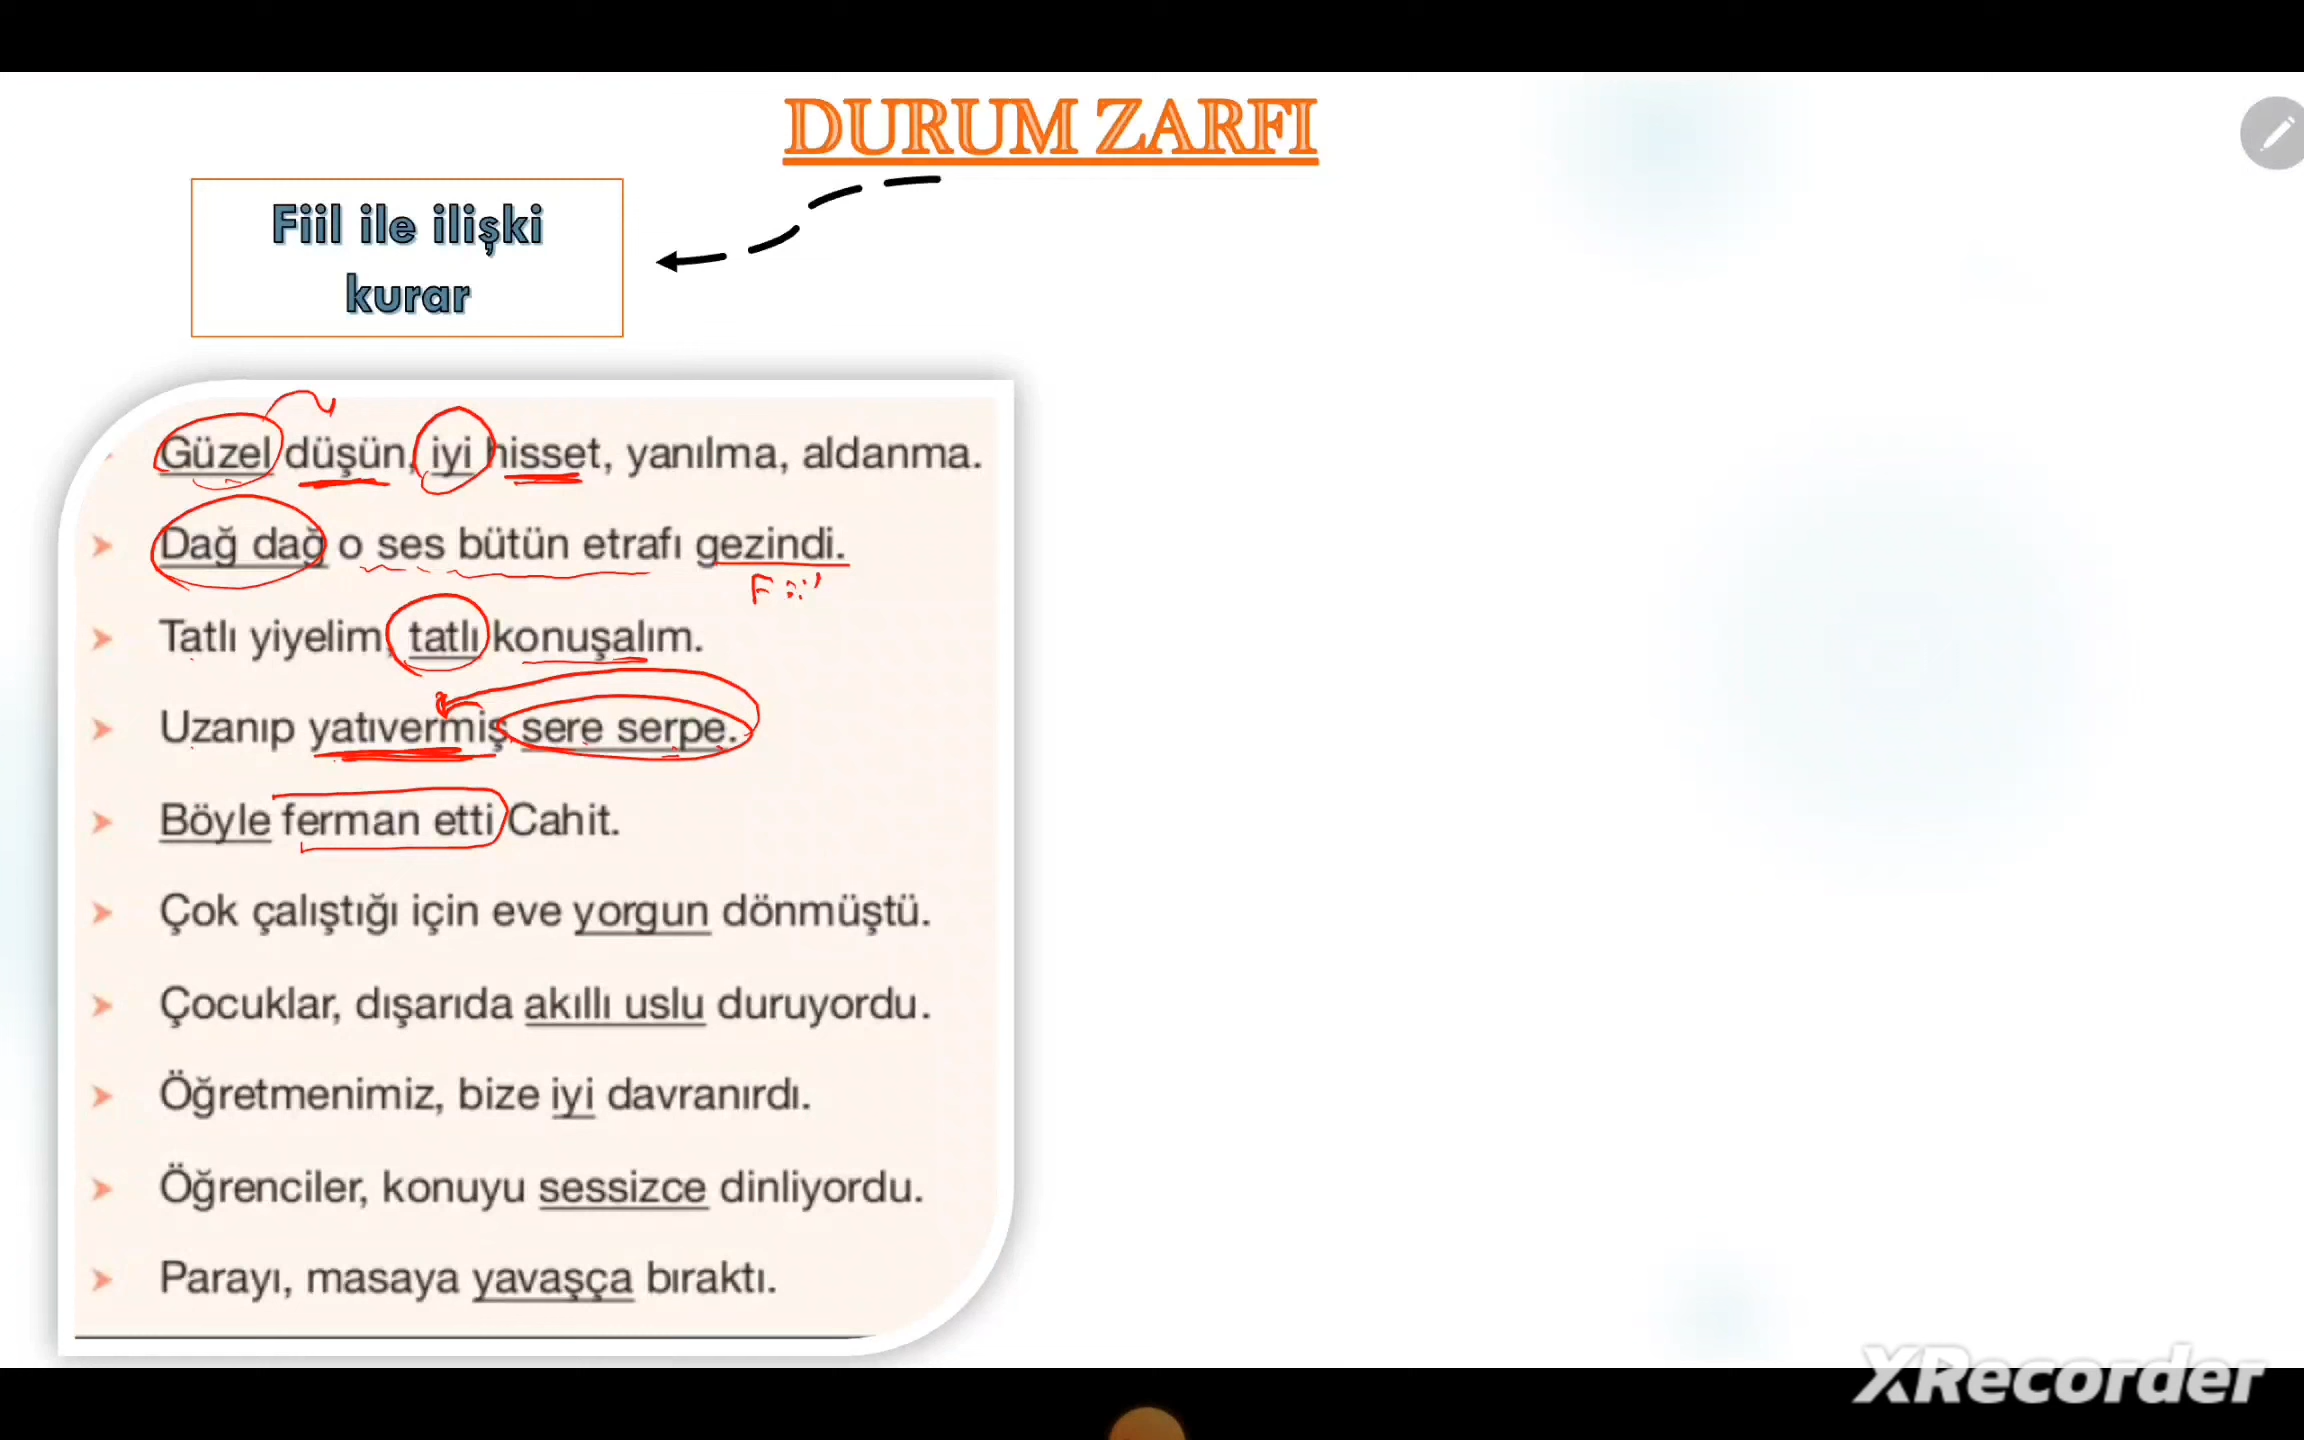 DURUM ZARFI
Fiil ile ilişki
kurar
Güzel düşün, iyi hisset, yanılma, aldanma.
Dağ dağ o ses bütün etrafı gezindi.
Fiil
Tatlı yiyelim, tatlı konuşalım.
Uzanıp yatıvermiş sere serpe.
Böyle ferman etti Cahit.
Çok çalıştığı için eve yorgun dönmüştü.
Çocuklar, dışarıda akıllı uslu duruyordu.
Öğretmenimiz, bize iyi davranırdı.
Öğrenciler, konuyu sessizce dinliyordu.
Parayı, masaya yavaşça bıraktı.
XRecorder